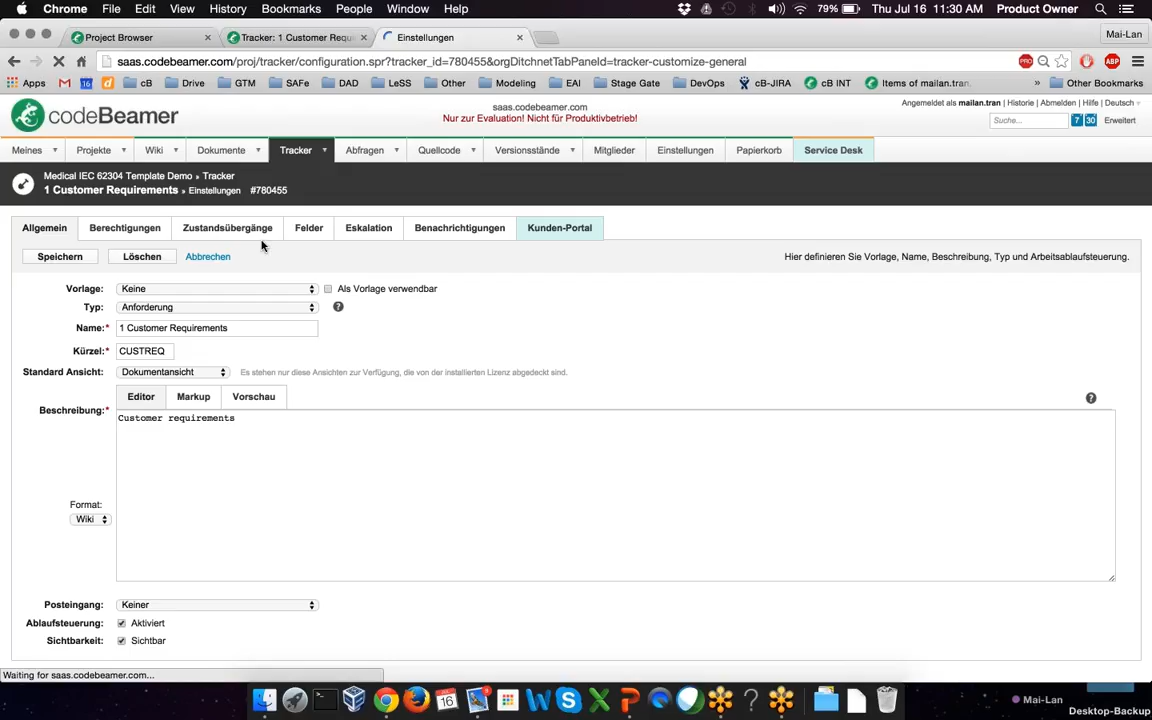 Chrome File Edit View History Bookmarks People Window Help 79% Thu Jul 16 11:30 AM Product Owner
Project Browser Tracker: 1 Customer Requi Einstellungen Mai-Lan
saas.codebeamer.com/proj/tracker/configuration.spr?tracker_id=780455&orgDitchnetTabPaneId=tracker-customize-general PRO ABP
Apps 16 cB Drive GTM SAFe DAD LeSS Other Modeling EAI Stage Gate DevOps cB-JIRA cB INT Items of mailan.tran. » Other Bookmarks
codeBeamer
saas.codebeamer.com
Nur zur Evaluation! Nicht für Produktivbetrieb!
Angemeldet als mailan.tran | Historie | Abmelden | Hilfe | Deutsch
Suche... 7 30 Erweitert
Meines Projekte Wiki Dokumente Tracker Abfragen Quellcode Versionsstände Mitglieder Einstellungen Papierkorb Service Desk
Medical IEC 62304 Template Demo » Tracker
1 Customer Requirements » Einstellungen #780455
Allgemein Berechtigungen Zustandsübergänge Felder Eskalation Benachrichtigungen Kunden-Portal
Speichern Löschen Abbrechen Hier definieren Sie Vorlage, Name, Beschreibung, Typ und Arbeitsablaufsteuerung.
Vorlage: Keine Als Vorlage verwendbar
Typ: Anforderung ?
Name:* 1 Customer Requirements
Kürzel:* CUSTREQ
Standard Ansicht: Dokumentansicht Es stehen nur diese Ansichten zur Verfügung, die von der installierten Lizenz abgedeckt sind.
Editor Markup Vorschau ?
Beschreibung:*
Customer requirements
Format:
Wiki
Posteingang: Keiner
Ablaufsteuerung: Aktiviert
Sichtbarkeit: Sichtbar
Waiting for saas.codebeamer.com...
16
Mai-Lan
Desktop-Backup